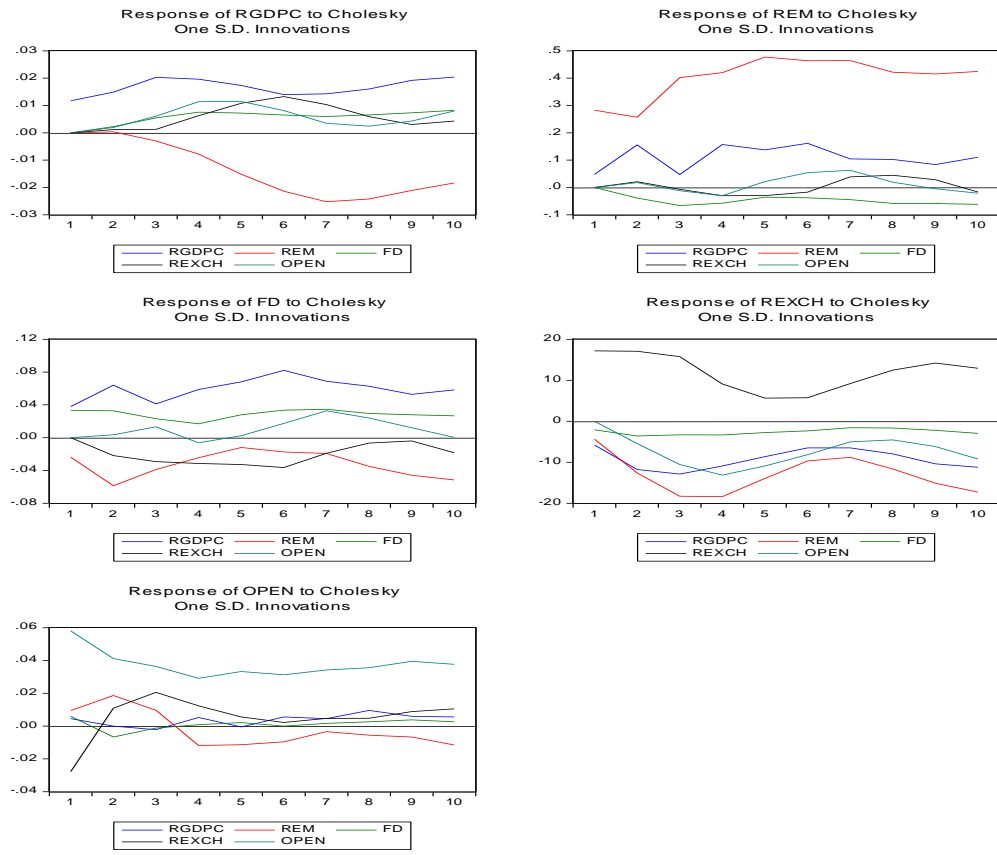 Response of RGDPC to Cholesky
One S.D. Innovations
.03
.02
.01
.00
-.01
-.02
-.03
1 2 3 4 5 6 7 8 9 10
RGDPC REM FD
REXCH OPEN
Response of REM to Cholesky
One S.D. Innovations
.5
.4
.3
.2
.1
.0
-.1
1 2 3 4 5 6 7 8 9 10
RGDPC REM FD
REXCH OPEN
Response of FD to Cholesky
One S.D. Innovations
.12
.08
.04
.00
-.04
-.08
1 2 3 4 5 6 7 8 9 10
RGDPC REM FD
REXCH OPEN
Response of REXCH to Cholesky
One S.D. Innovations
20
10
0
-10
-20
1 2 3 4 5 6 7 8 9 10
RGDPC REM FD
REXCH OPEN
Response of OPEN to Cholesky
One S.D. Innovations
.06
.04
.02
.00
-.02
-.04
1 2 3 4 5 6 7 8 9 10
RGDPC REM FD
REXCH OPEN